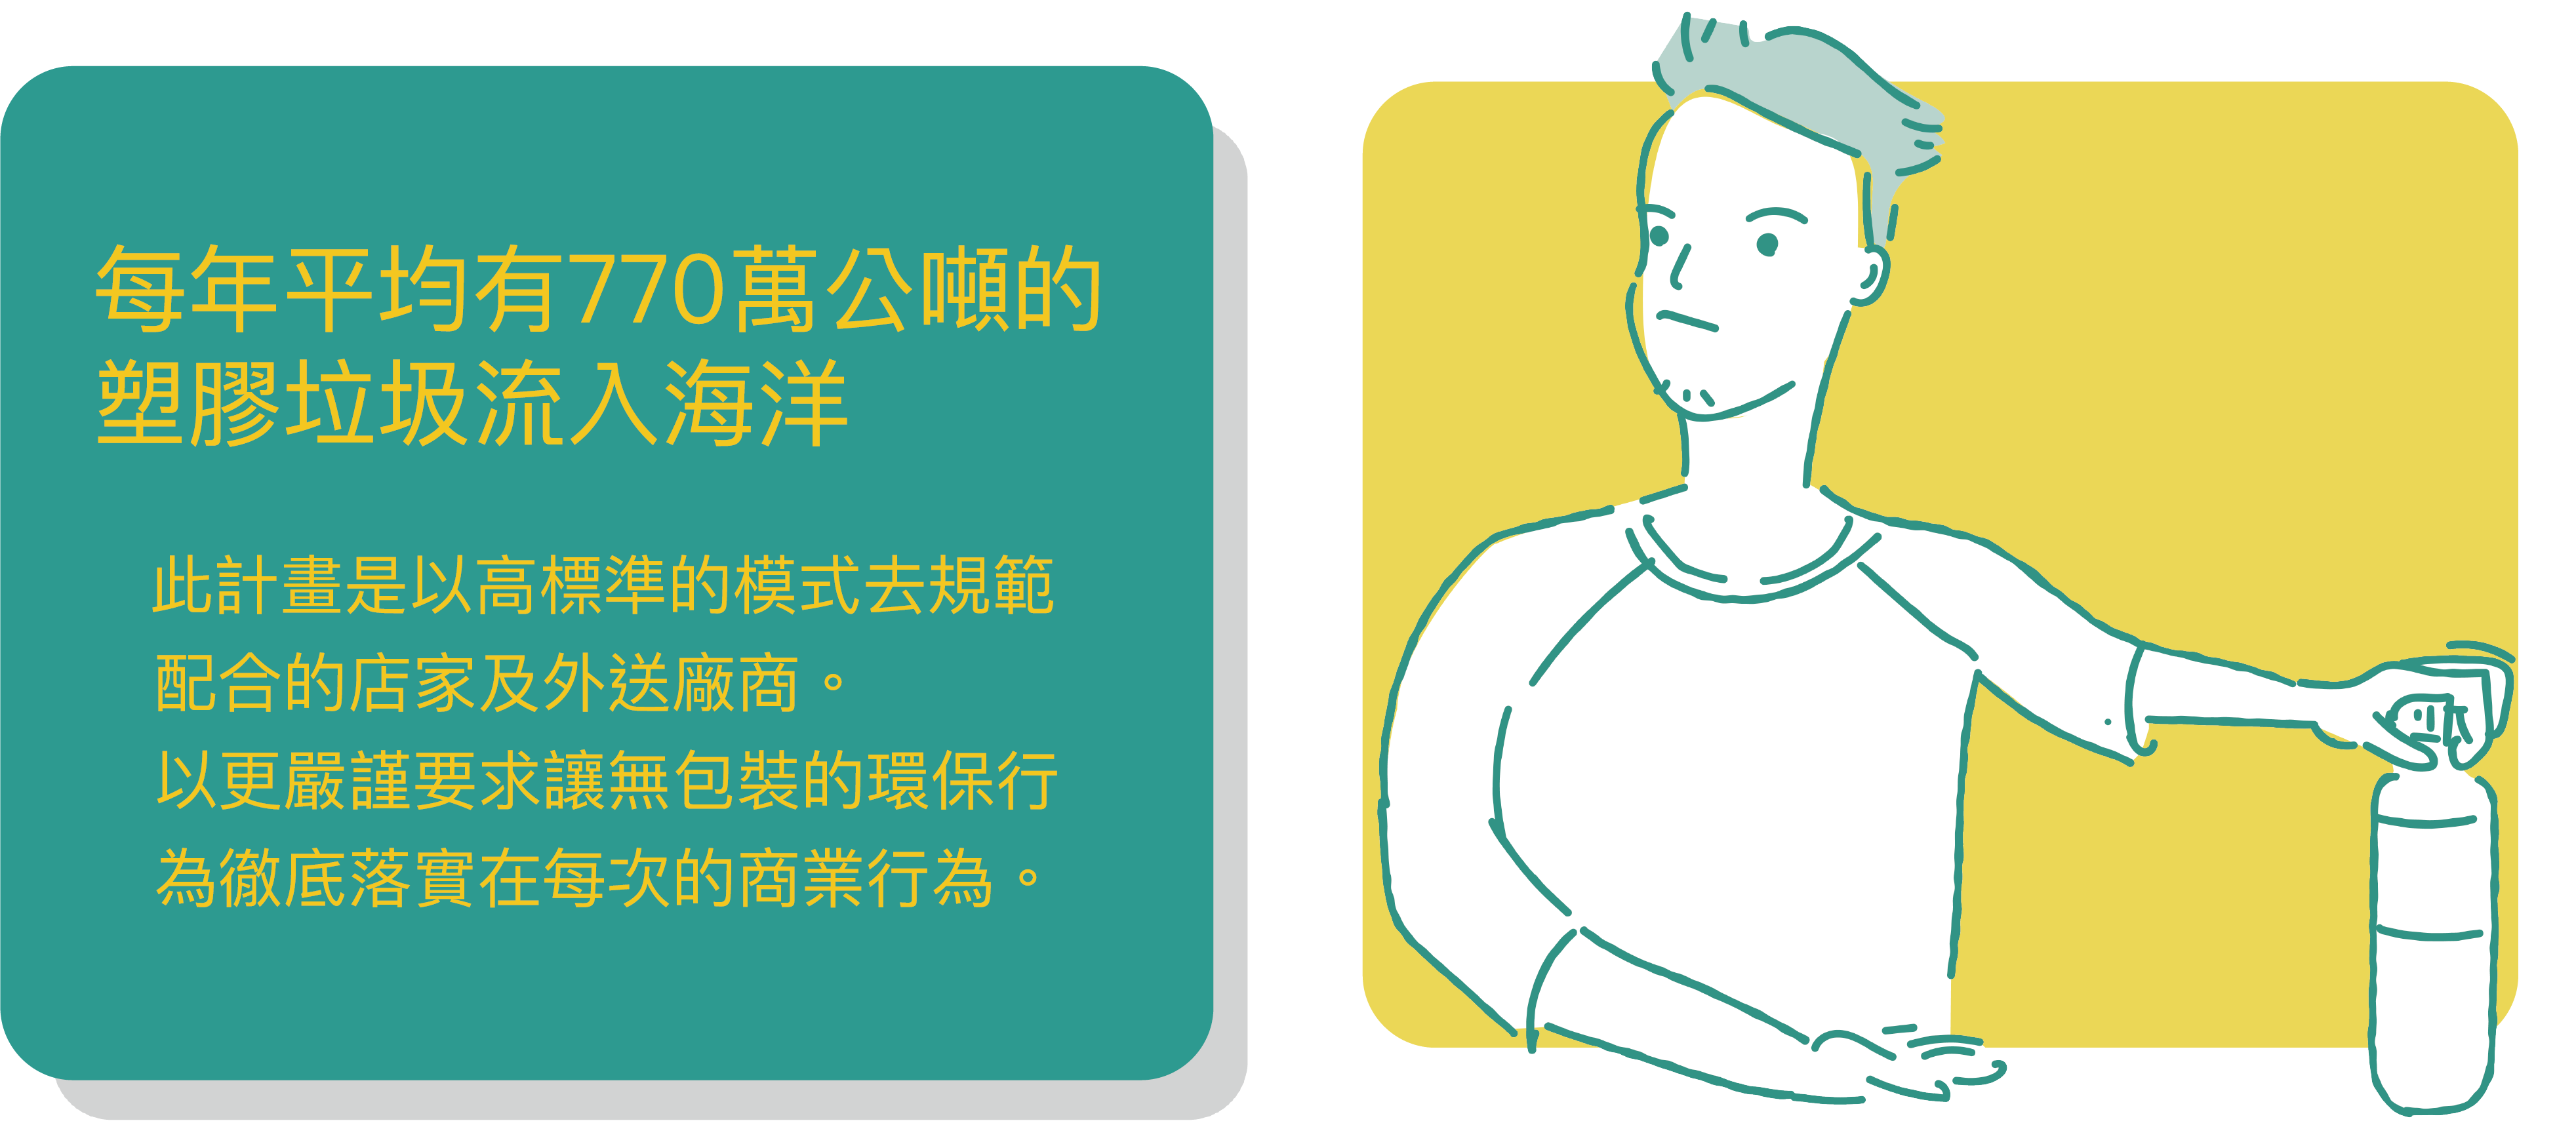 每年平均有770萬公噸的
塑膠垃圾流入海洋
此計畫是以高標準的模式去規範
配合的店家及外送廠商。
以更嚴謹要求讓無包裝的環保行
為徹底落實在每次的商業行為。